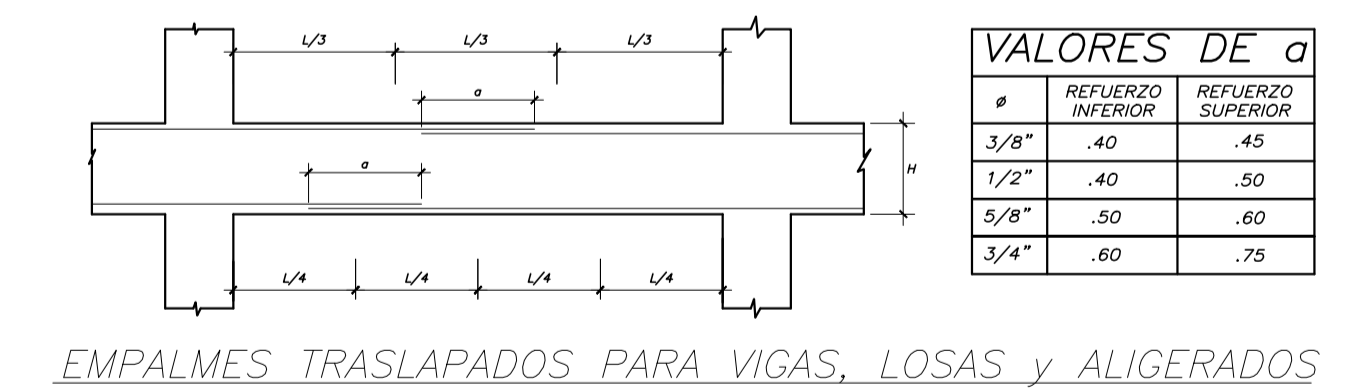 L/3 L/3 L/3
a
a
H
L/4 L/4 L/4 L/4
VALORES DE a
ø REFUERZO INFERIOR REFUERZO SUPERIOR
3/8" .40 .45
1/2" .40 .50
5/8" .50 .60
3/4" .60 .75
EMPALMES TRASLAPADOS PARA VIGAS, LOSAS y ALIGERADOS